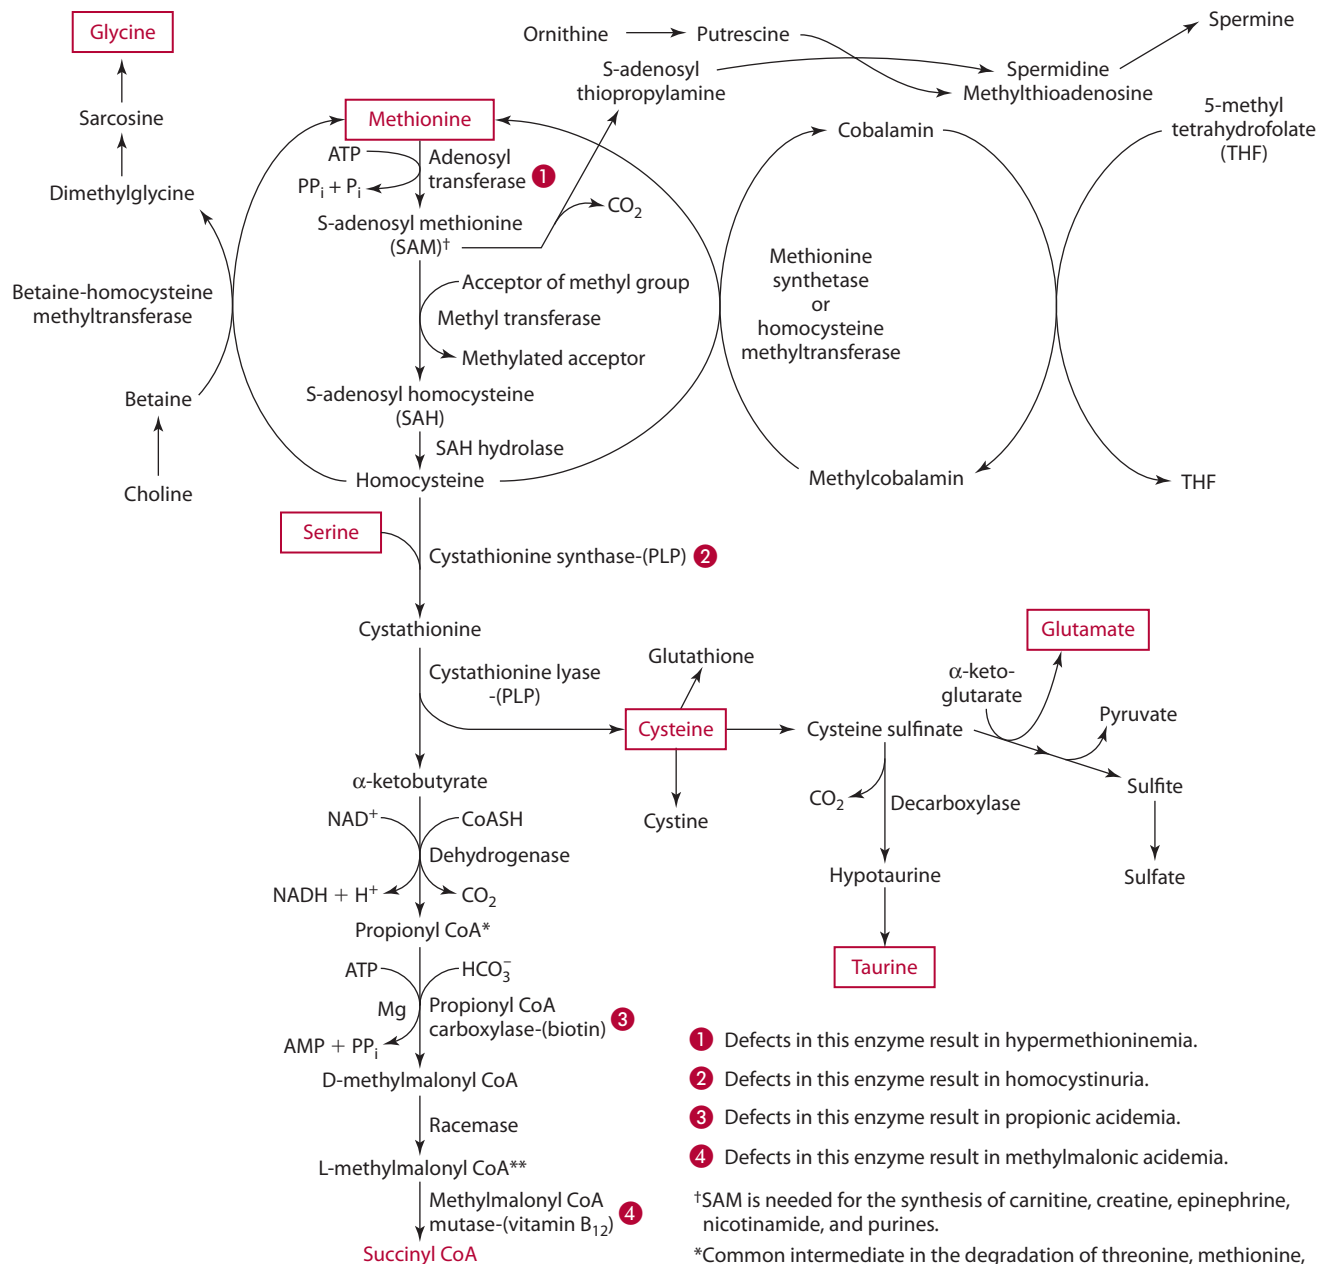 Glycine
Ornithine
Putrescine
Spermine
S-adenosyl
thiopropylamine
Spermidine
Methylthioadenosine
Sarcosine
Methionine
Cobalamin
5-methyl
tetrahydrofolate
(THF)
ATP
Adenosyl
transferase 1
PPi + Pi
Dimethylglycine
CO2
S-adenosyl methionine
(SAM)†
Acceptor of methyl group
Methyl transferase
Methylated acceptor
Betaine-homocysteine
methyltransferase
Methionine
synthetase
or
homocysteine
methyltransferase
Betaine
S-adenosyl homocysteine
(SAH)
SAH hydrolase
Choline
Homocysteine
Methylcobalamin
THF
Serine
Cystathionine synthase-(PLP) 2
Cystathionine
Cystathionine lyase
-(PLP)
Glutathione
Glutamate
α-keto-
glutarate
Cysteine
Cysteine sulfinate
Pyruvate
Sulfite
Sulfate
Cystine
CO2
Decarboxylase
Hypotaurine
Taurine
α-ketobutyrate
NAD+
CoASH
Dehydrogenase
NADH + H+
CO2
Propionyl CoA*
ATP
HCO3−
Mg
Propionyl CoA
carboxylase-(biotin) 3
AMP + PPi
D-methylmalonyl CoA
Racemase
L-methylmalonyl CoA**
Methylmalonyl CoA
mutase-(vitamin B12) 4
Succinyl CoA
1 Defects in this enzyme result in hypermethioninemia.
2 Defects in this enzyme result in homocystinuria.
3 Defects in this enzyme result in propionic acidemia.
4 Defects in this enzyme result in methylmalonic acidemia.
†SAM is needed for the synthesis of carnitine, creatine, epinephrine,
nicotinamide, and purines.
*Common intermediate in the degradation of threonine, methionine,